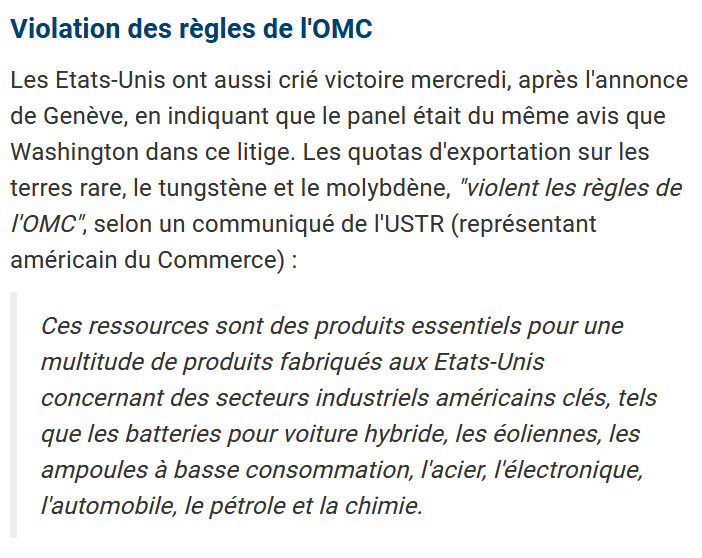 Violation des règles de l'OMC
Les Etats-Unis ont aussi crié victoire mercredi, après l'annonce
de Genève, en indiquant que le panel était du même avis que
Washington dans ce litige. Les quotas d'exportation sur les
terres rare, le tungstène et le molybdène, "violent les règles de
l'OMC", selon un communiqué de l'USTR (représentant
américain du Commerce) :
Ces ressources sont des produits essentiels pour une
multitude de produits fabriqués aux Etats-Unis
concernant des secteurs industriels américains clés, tels
que les batteries pour voiture hybride, les éoliennes, les
ampoules à basse consommation, l'acier, l'électronique,
l'automobile, le pétrole et la chimie.